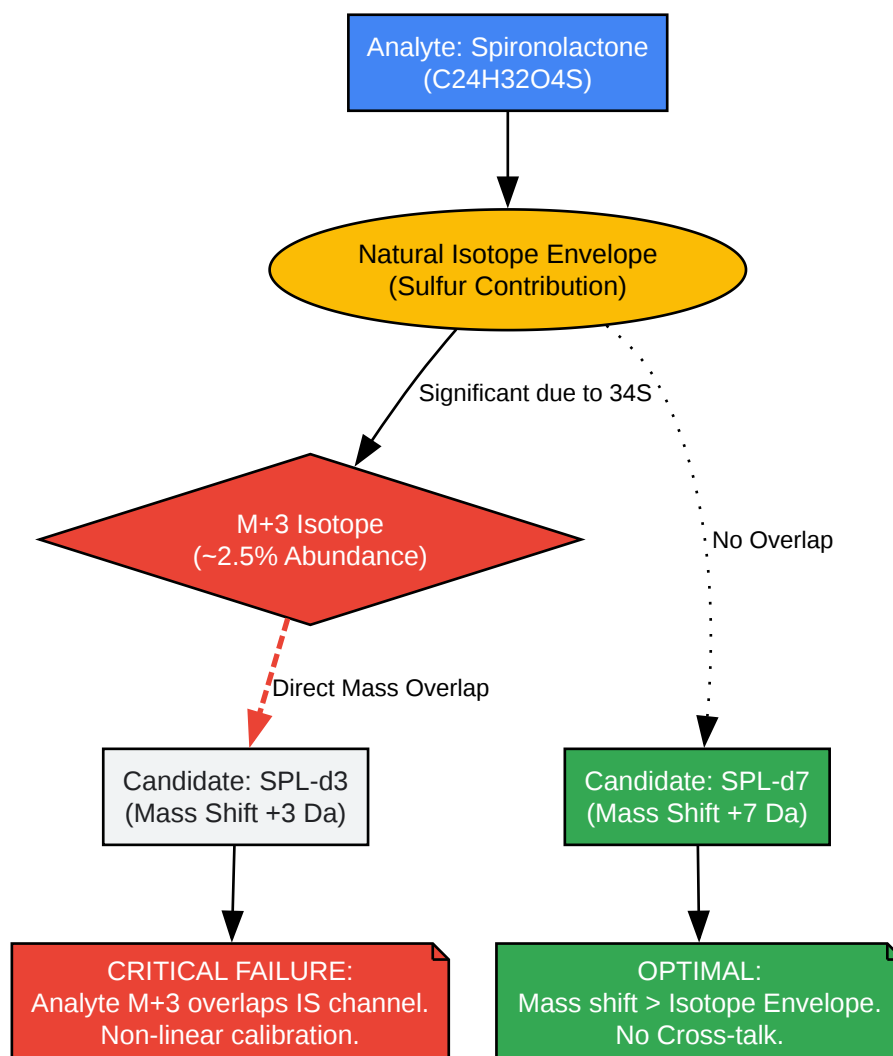 Analyte: Spironolactone
(C24H32O4S)
Natural Isotope Envelope
(Sulfur Contribution)
Significant due to 34S
M+3 Isotope
(~2.5% Abundance)
No Overlap
Direct Mass Overlap
Candidate: SPL-d3
(Mass Shift +3 Da)
Candidate: SPL-d7
(Mass Shift +7 Da)
CRITICAL FAILURE:
Analyte M+3 overlaps IS channel.
Non-linear calibration.
OPTIMAL:
Mass shift > Isotope Envelope.
No Cross-talk.